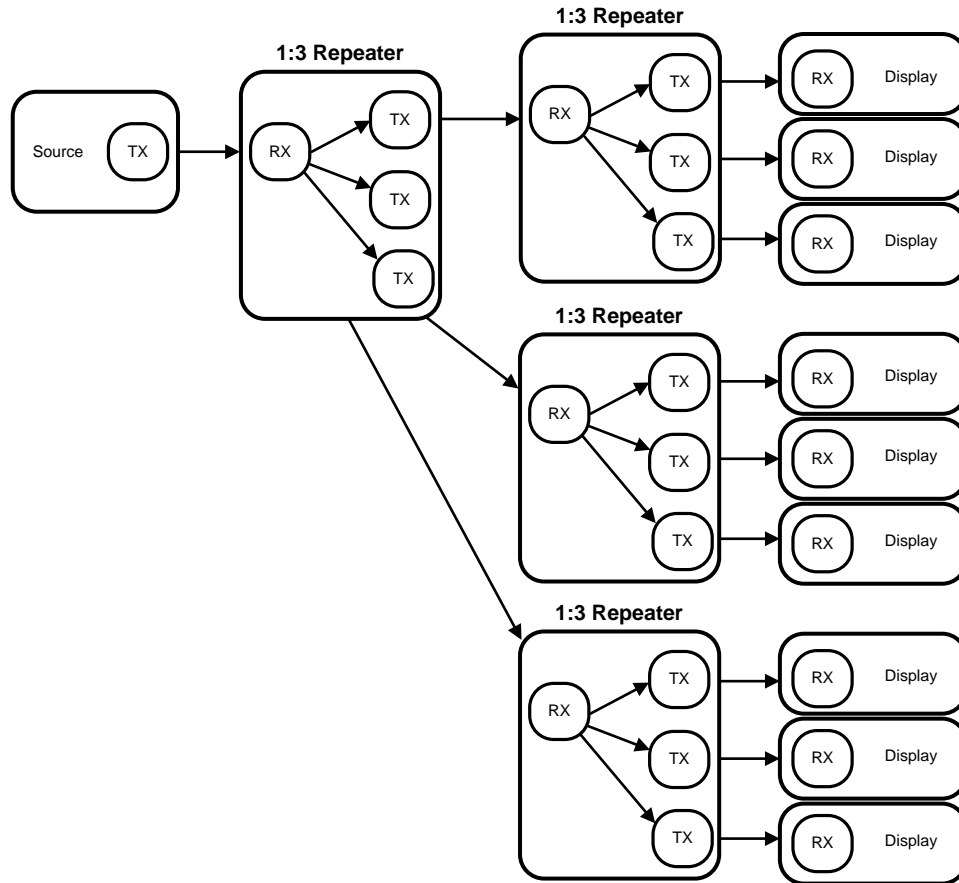 1:3 Repeater
1:3 Repeater
Source
TX
RX
TX
TX
TX
RX
TX
TX
TX
RX
Display
RX
Display
RX
Display
1:3 Repeater
RX
TX
TX
TX
RX
Display
RX
Display
RX
Display
1:3 Repeater
RX
TX
TX
TX
RX
Display
RX
Display
RX
Display